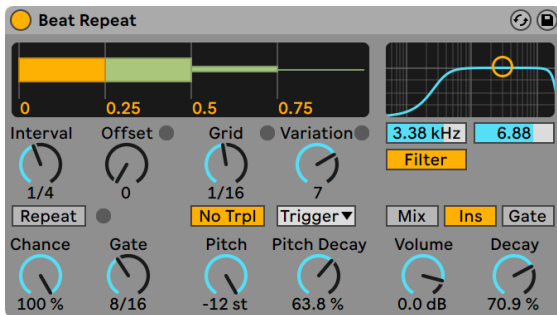 Beat Repeat
0 0.25 0.5 0.75
Interval Offset Grid Variation
3.38 kHz 6.88
Filter
1/4 0 1/16 7
Repeat No Trpl Trigger▼ Mix Ins Gate
Chance Gate Pitch Pitch Decay Volume Decay
100 % 8/16 -12 st 63.8 % 0.0 dB 70.9 %